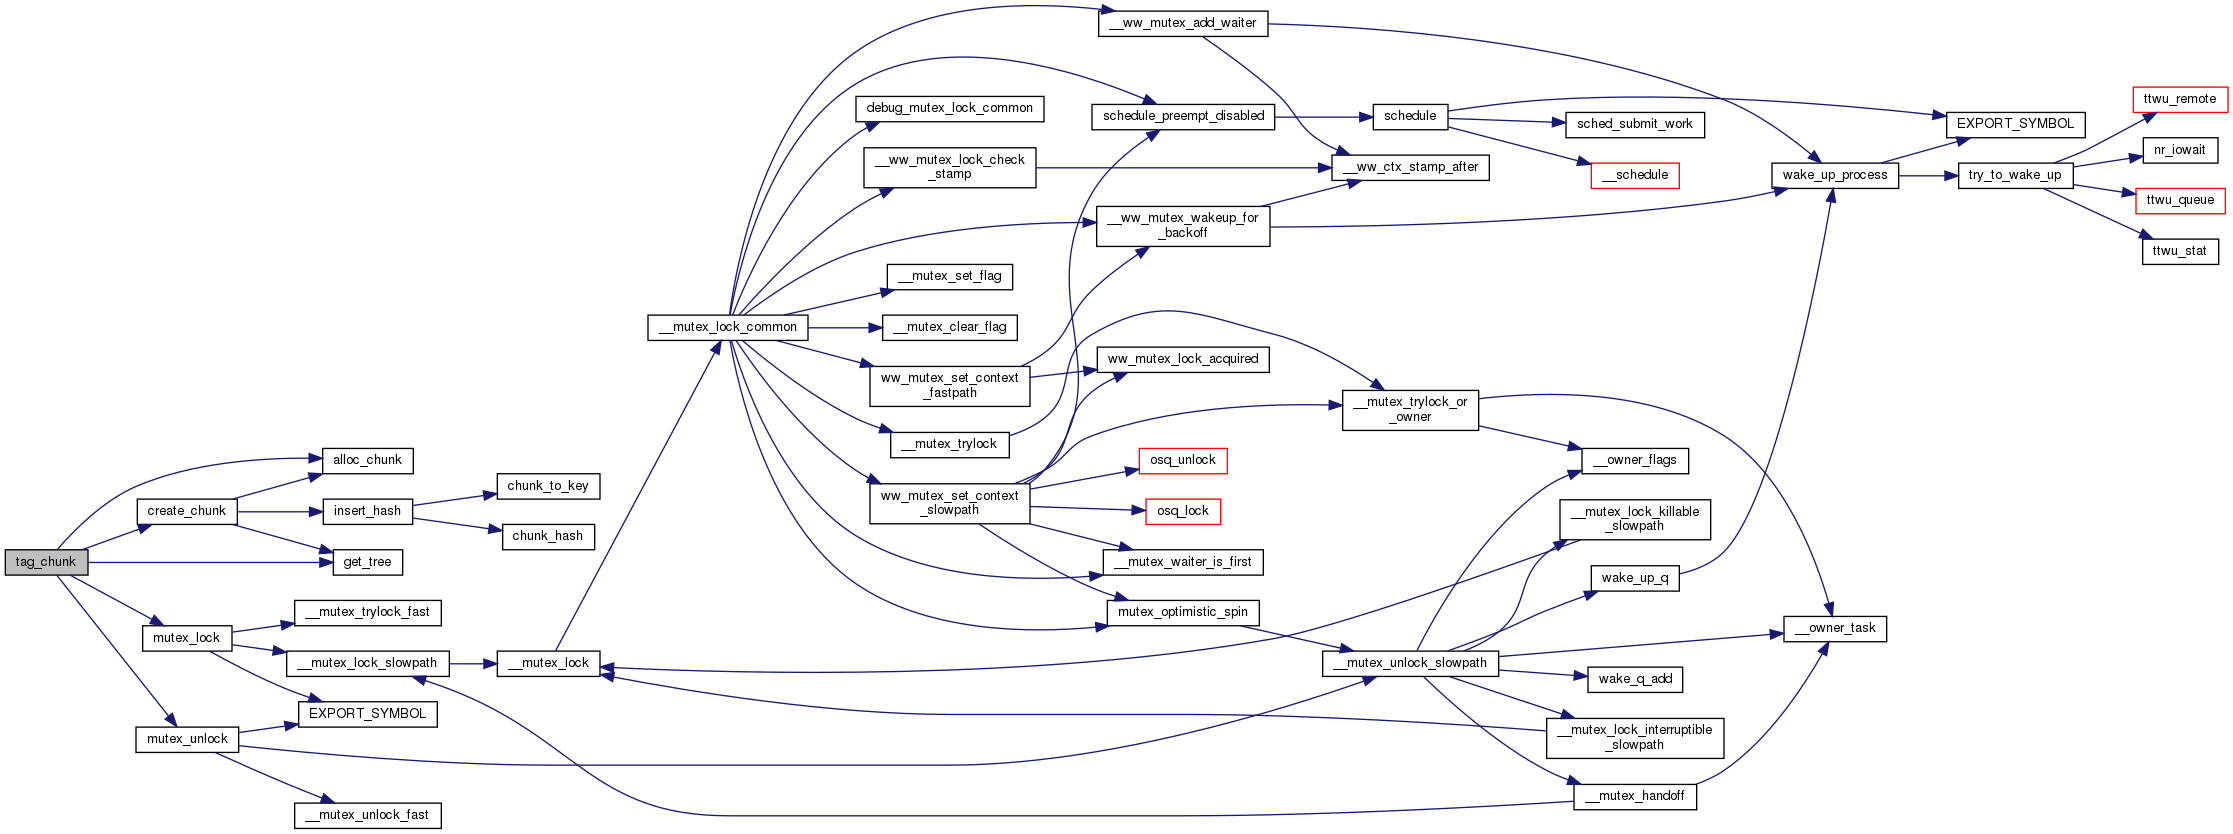 tag_chunk
alloc_chunk
create_chunk
insert_hash
chunk_to_key
chunk_hash
get_tree
mutex_lock
__mutex_trylock_fast
__mutex_lock_slowpath
EXPORT_SYMBOL
mutex_unlock
__mutex_unlock_fast
__mutex_lock
__mutex_lock_common
debug_mutex_lock_common
__ww_mutex_lock_check
_stamp
__mutex_set_flag
__mutex_clear_flag
ww_mutex_set_context
_fastpath
__mutex_trylock
ww_mutex_set_context
_slowpath
__ww_mutex_add_waiter
schedule_preempt_disabled
__ww_mutex_wakeup_for
_backoff
ww_mutex_lock_acquired
osq_unlock
osq_lock
__mutex_waiter_is_first
mutex_optimistic_spin
schedule
__ww_ctx_stamp_after
__mutex_trylock_or
_owner
__mutex_unlock_slowpath
sched_submit_work
__schedule
__owner_flags
__mutex_lock_killable
_slowpath
wake_up_q
wake_q_add
__mutex_lock_interruptible
_slowpath
__mutex_handoff
wake_up_process
__owner_task
EXPORT_SYMBOL
try_to_wake_up
ttwu_remote
nr_iowait
ttwu_queue
ttwu_stat